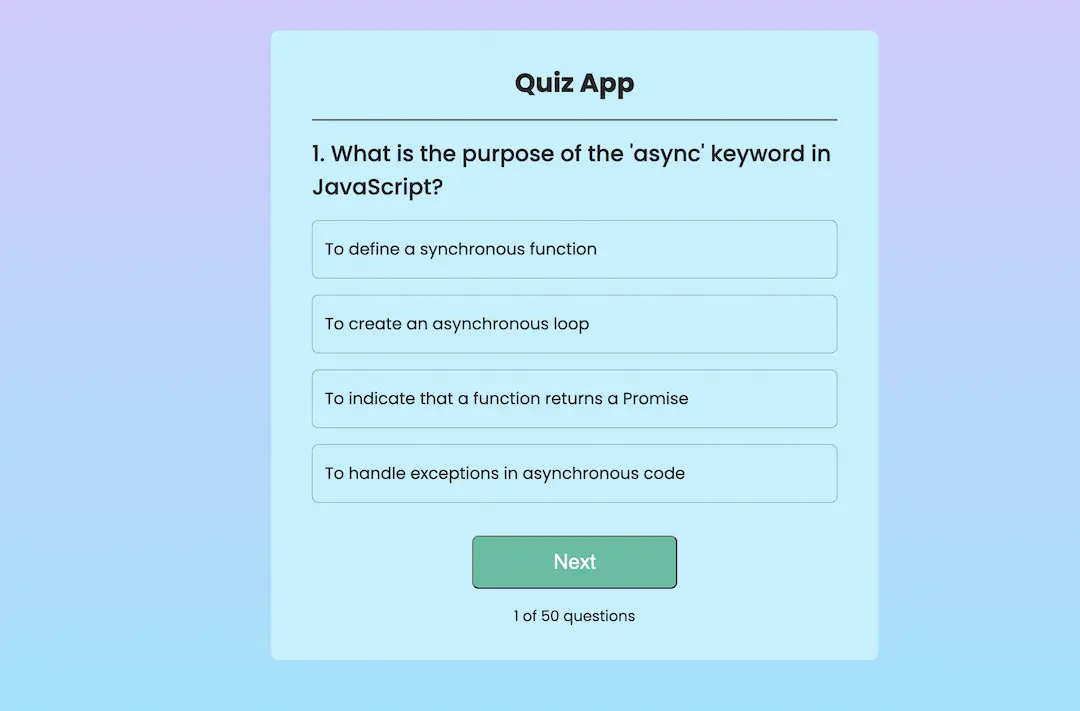 Quiz App
1. What is the purpose of the 'async' keyword in
JavaScript?
To define a synchronous function
To create an asynchronous loop
To indicate that a function returns a Promise
To handle exceptions in asynchronous code
Next
1 of 50 questions